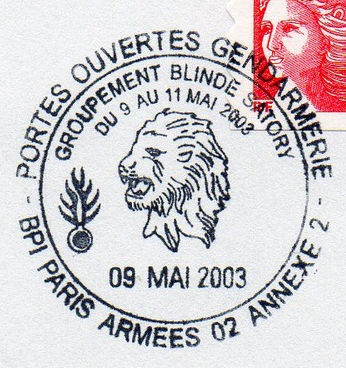 - PORTES OUVERTES GENDARMERIE -
GROUPEMENT BLINDE SATORY
DU 9 AU 11 MAI 2003
09 MAI 2003
BPI PARIS ARMEES 02 ANNEXE 2